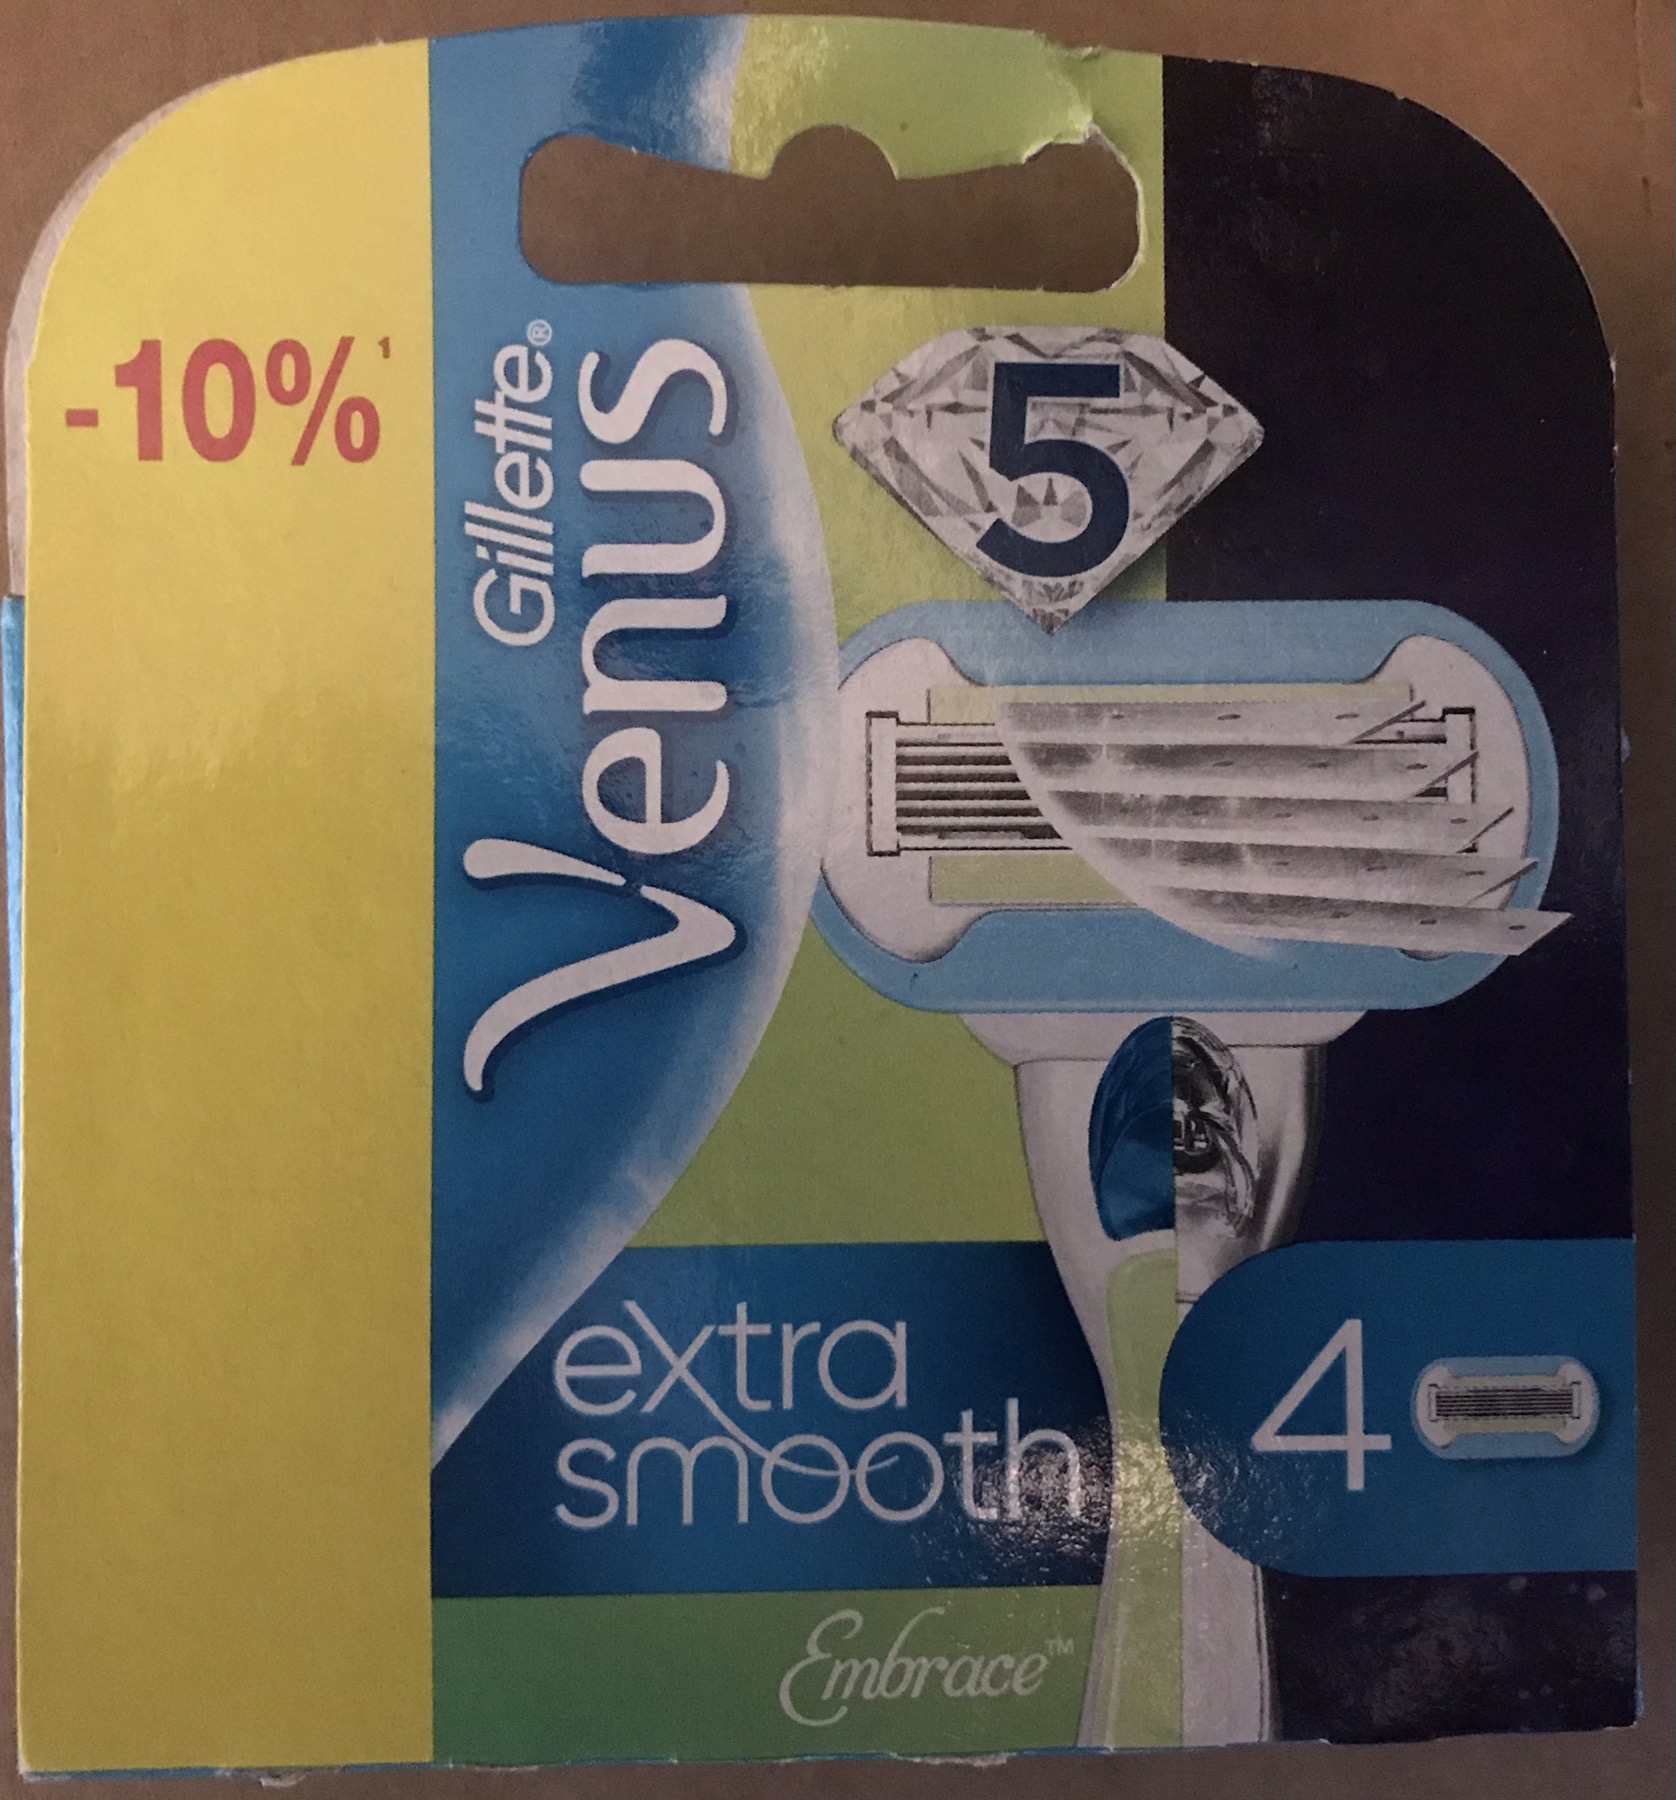 -10%¹
Gillette®
Venus
5
extra
smooth
4
Embrace™